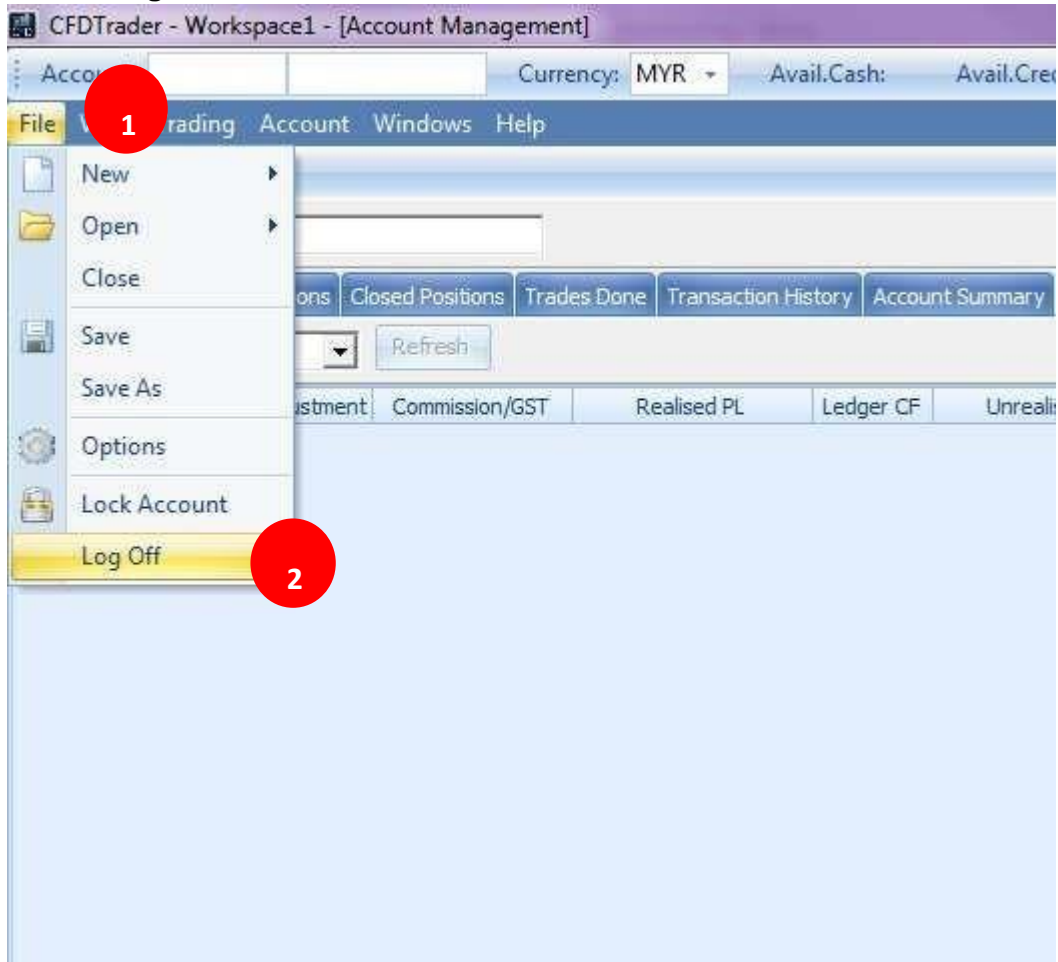 CFDTrader - Workspace1 - [Account Management]
Currency: MYR Avail.Cash:
File 1 Account Windows Help
New
Open
Close
Closed Positions Trades Done Transaction History Account Summary
Save
Refresh
Save As
Commission/GST Realised PL Ledger CF
Options
Lock Account
Log Off
2